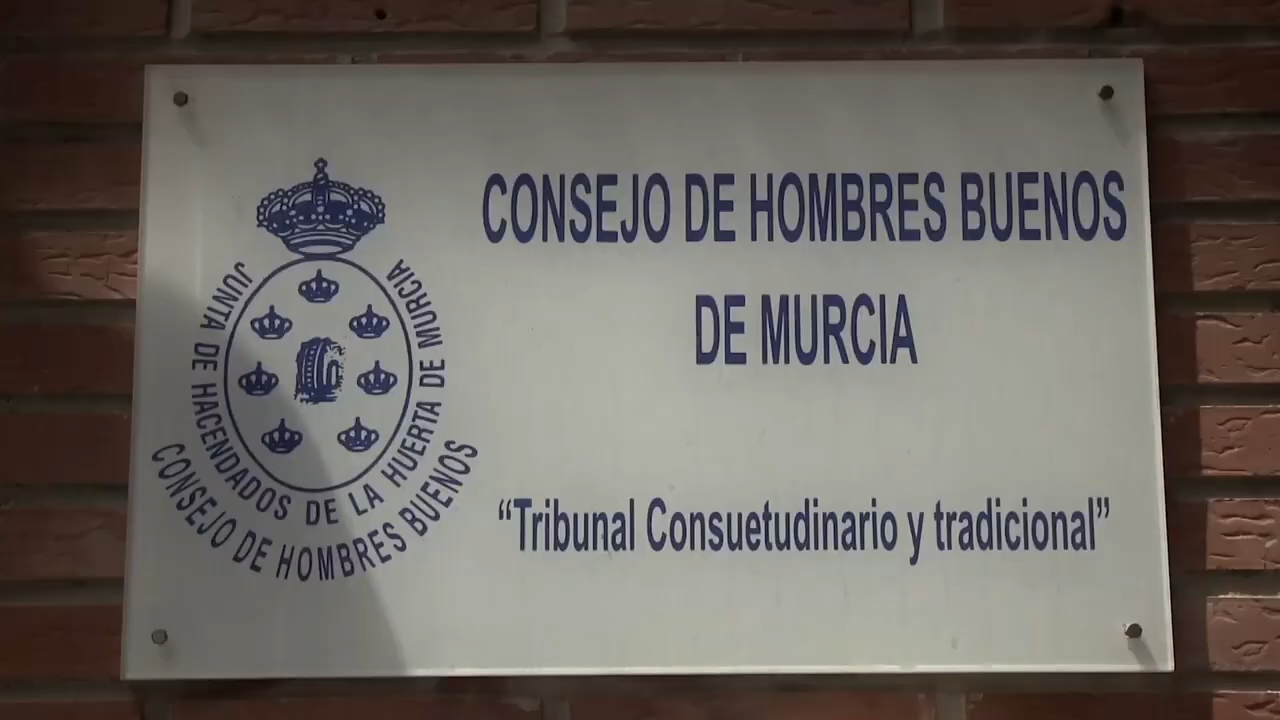 CONSEJO DE HOMBRES BUENOS
DE MURCIA
“Tribunal Consuetudinario y tradicional”
JUNTA DE HACENDADOS DE LA HUERTA DE MURCIA
CONSEJO DE HOMBRES BUENOS